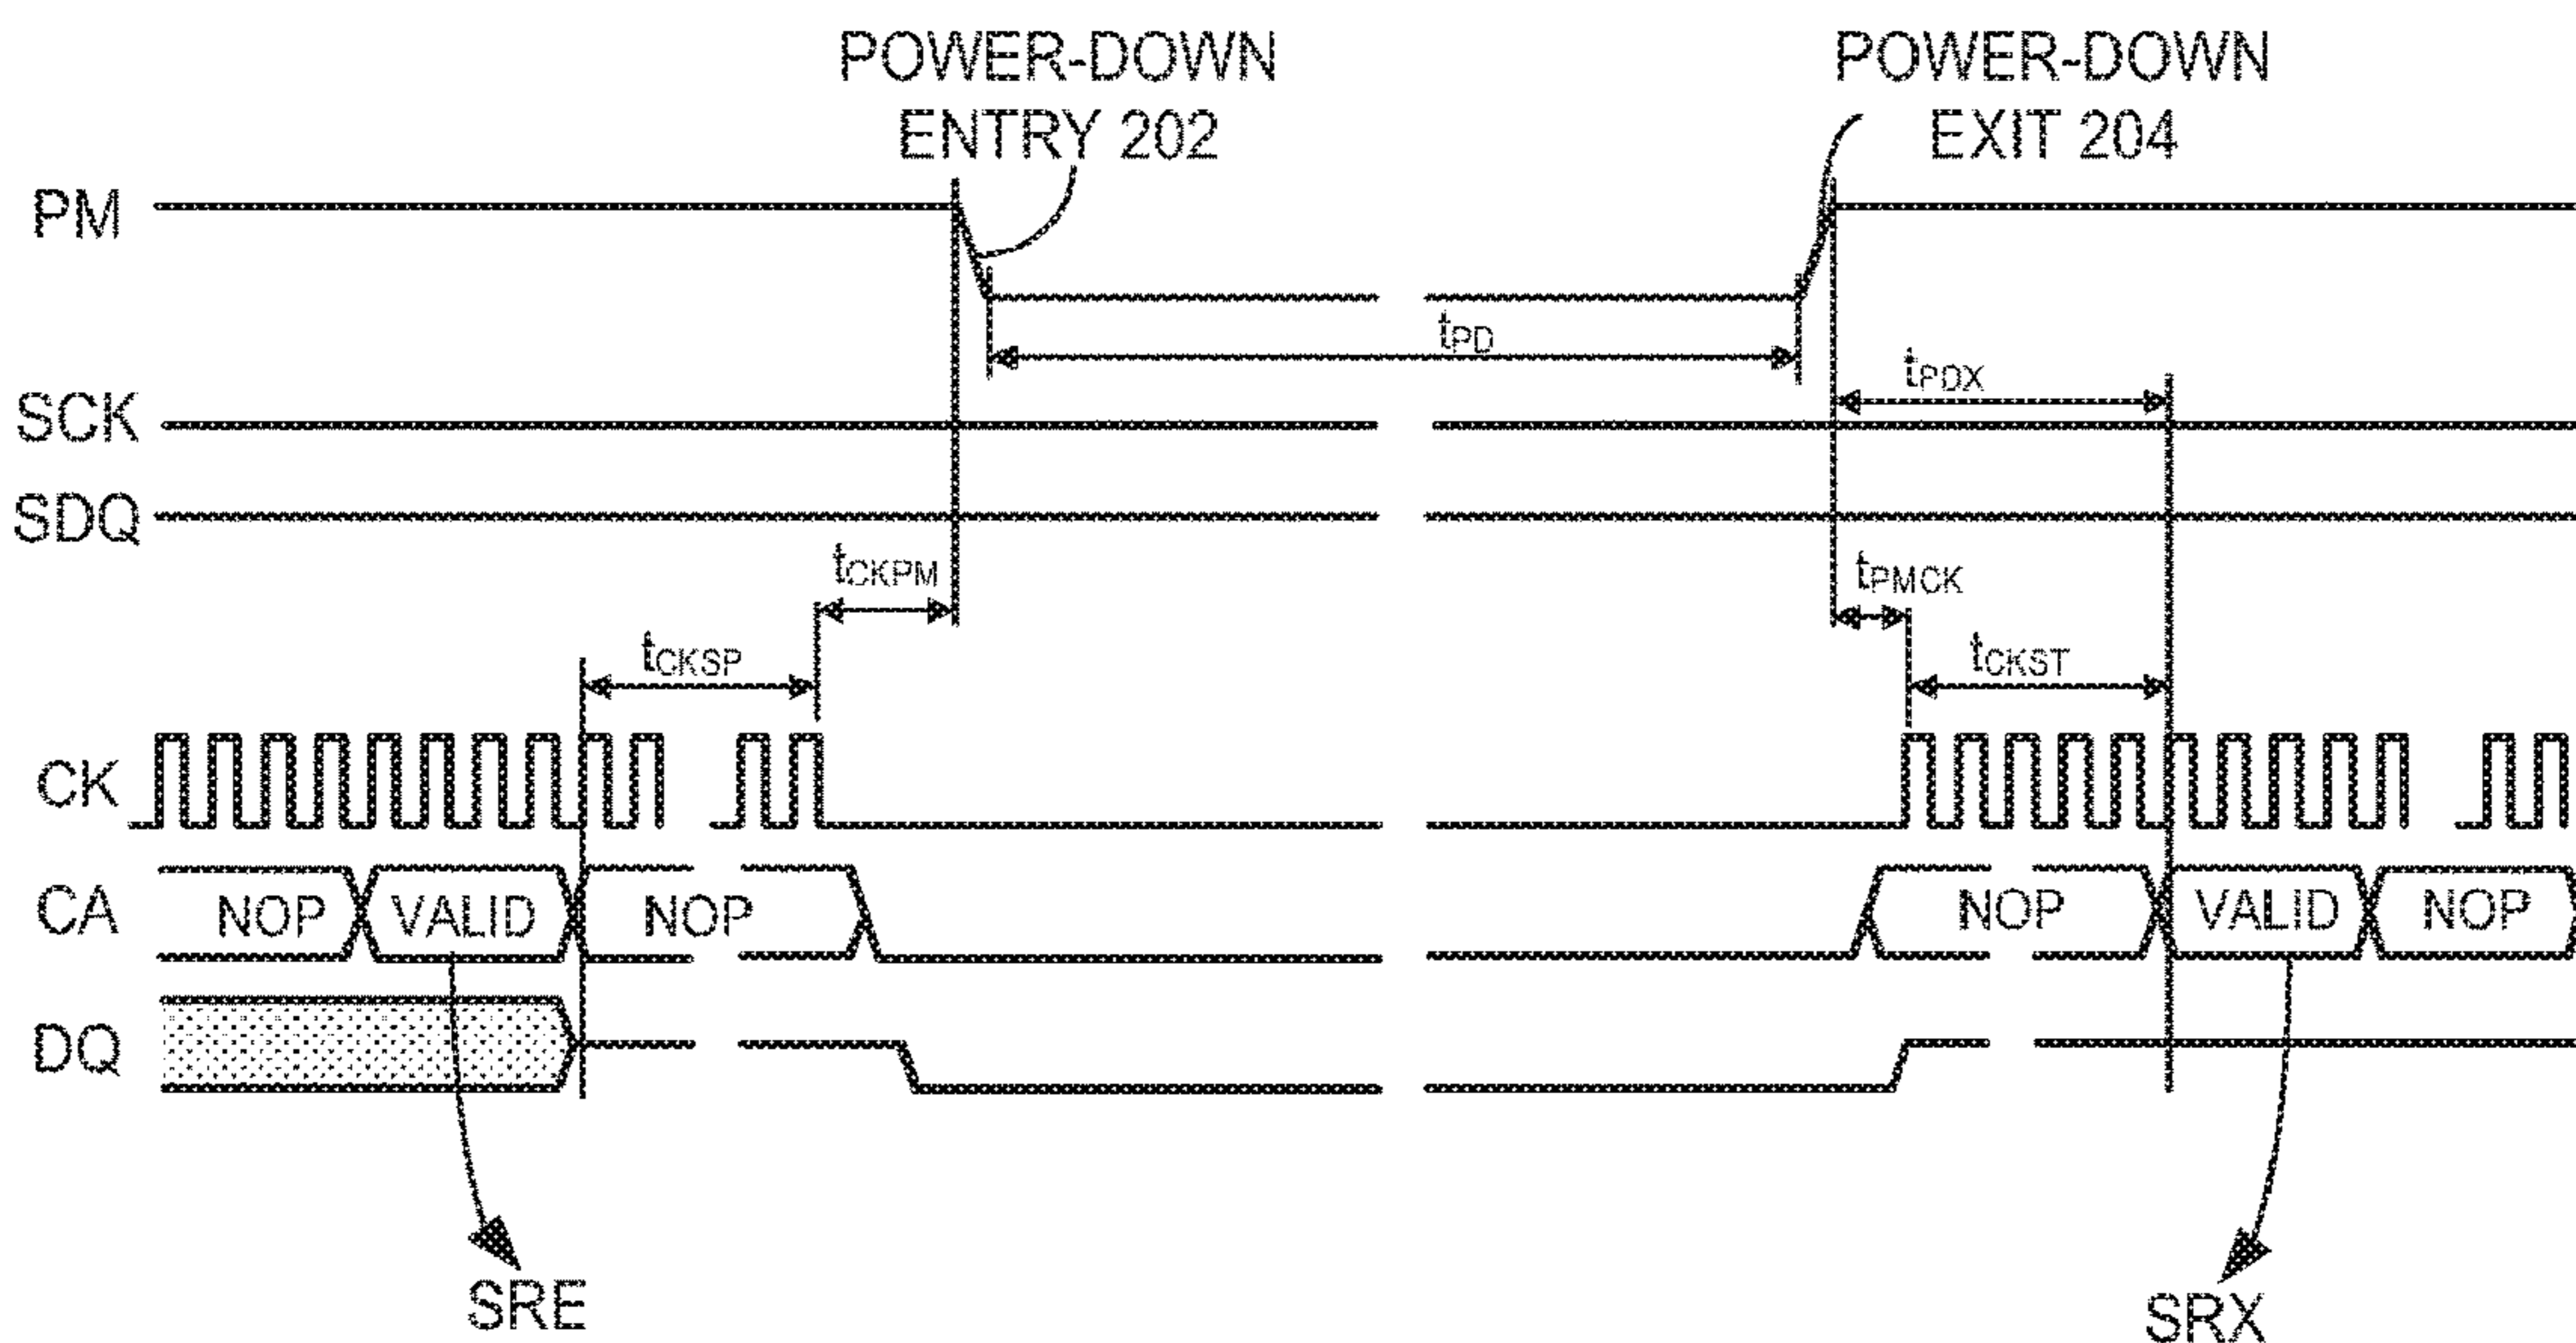 POWER-DOWN
ENTRY 202
POWER-DOWN
EXIT 204
PM
tPD
tPDX
SCK
SDQ
tCKPM
tPMCK
tCKSP
tCKST
CK
CA
NOP VALID NOP NOP VALID NOP
DQ
SRE
SRX